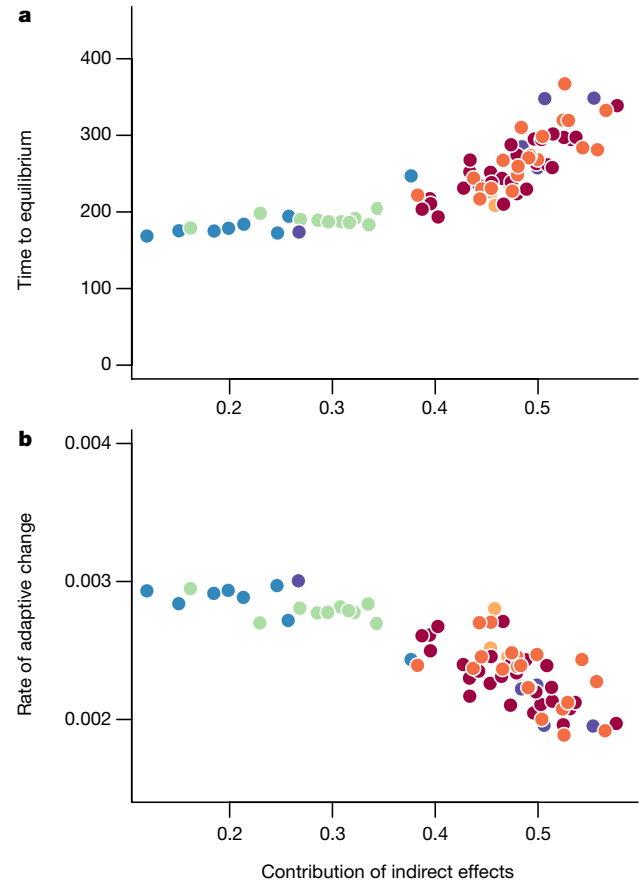 a
400
300
200
100
0
Time to equilibrium
0.2 0.3 0.4 0.5
b
0.004
0.003
0.002
Rate of adaptive change
0.2 0.3 0.4 0.5
Contribution of indirect effects